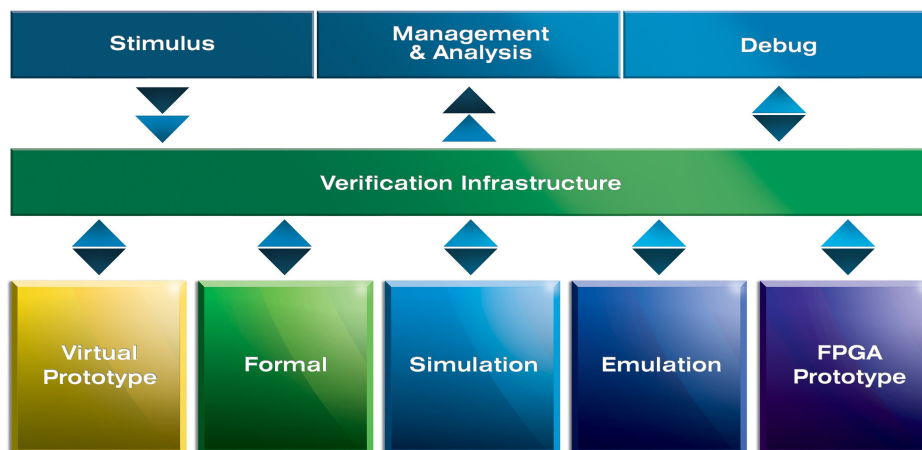 Stimulus
Management
& Analysis
Debug
Verification Infrastructure
Virtual
Prototype
Formal
Simulation
Emulation
FPGA
Prototype